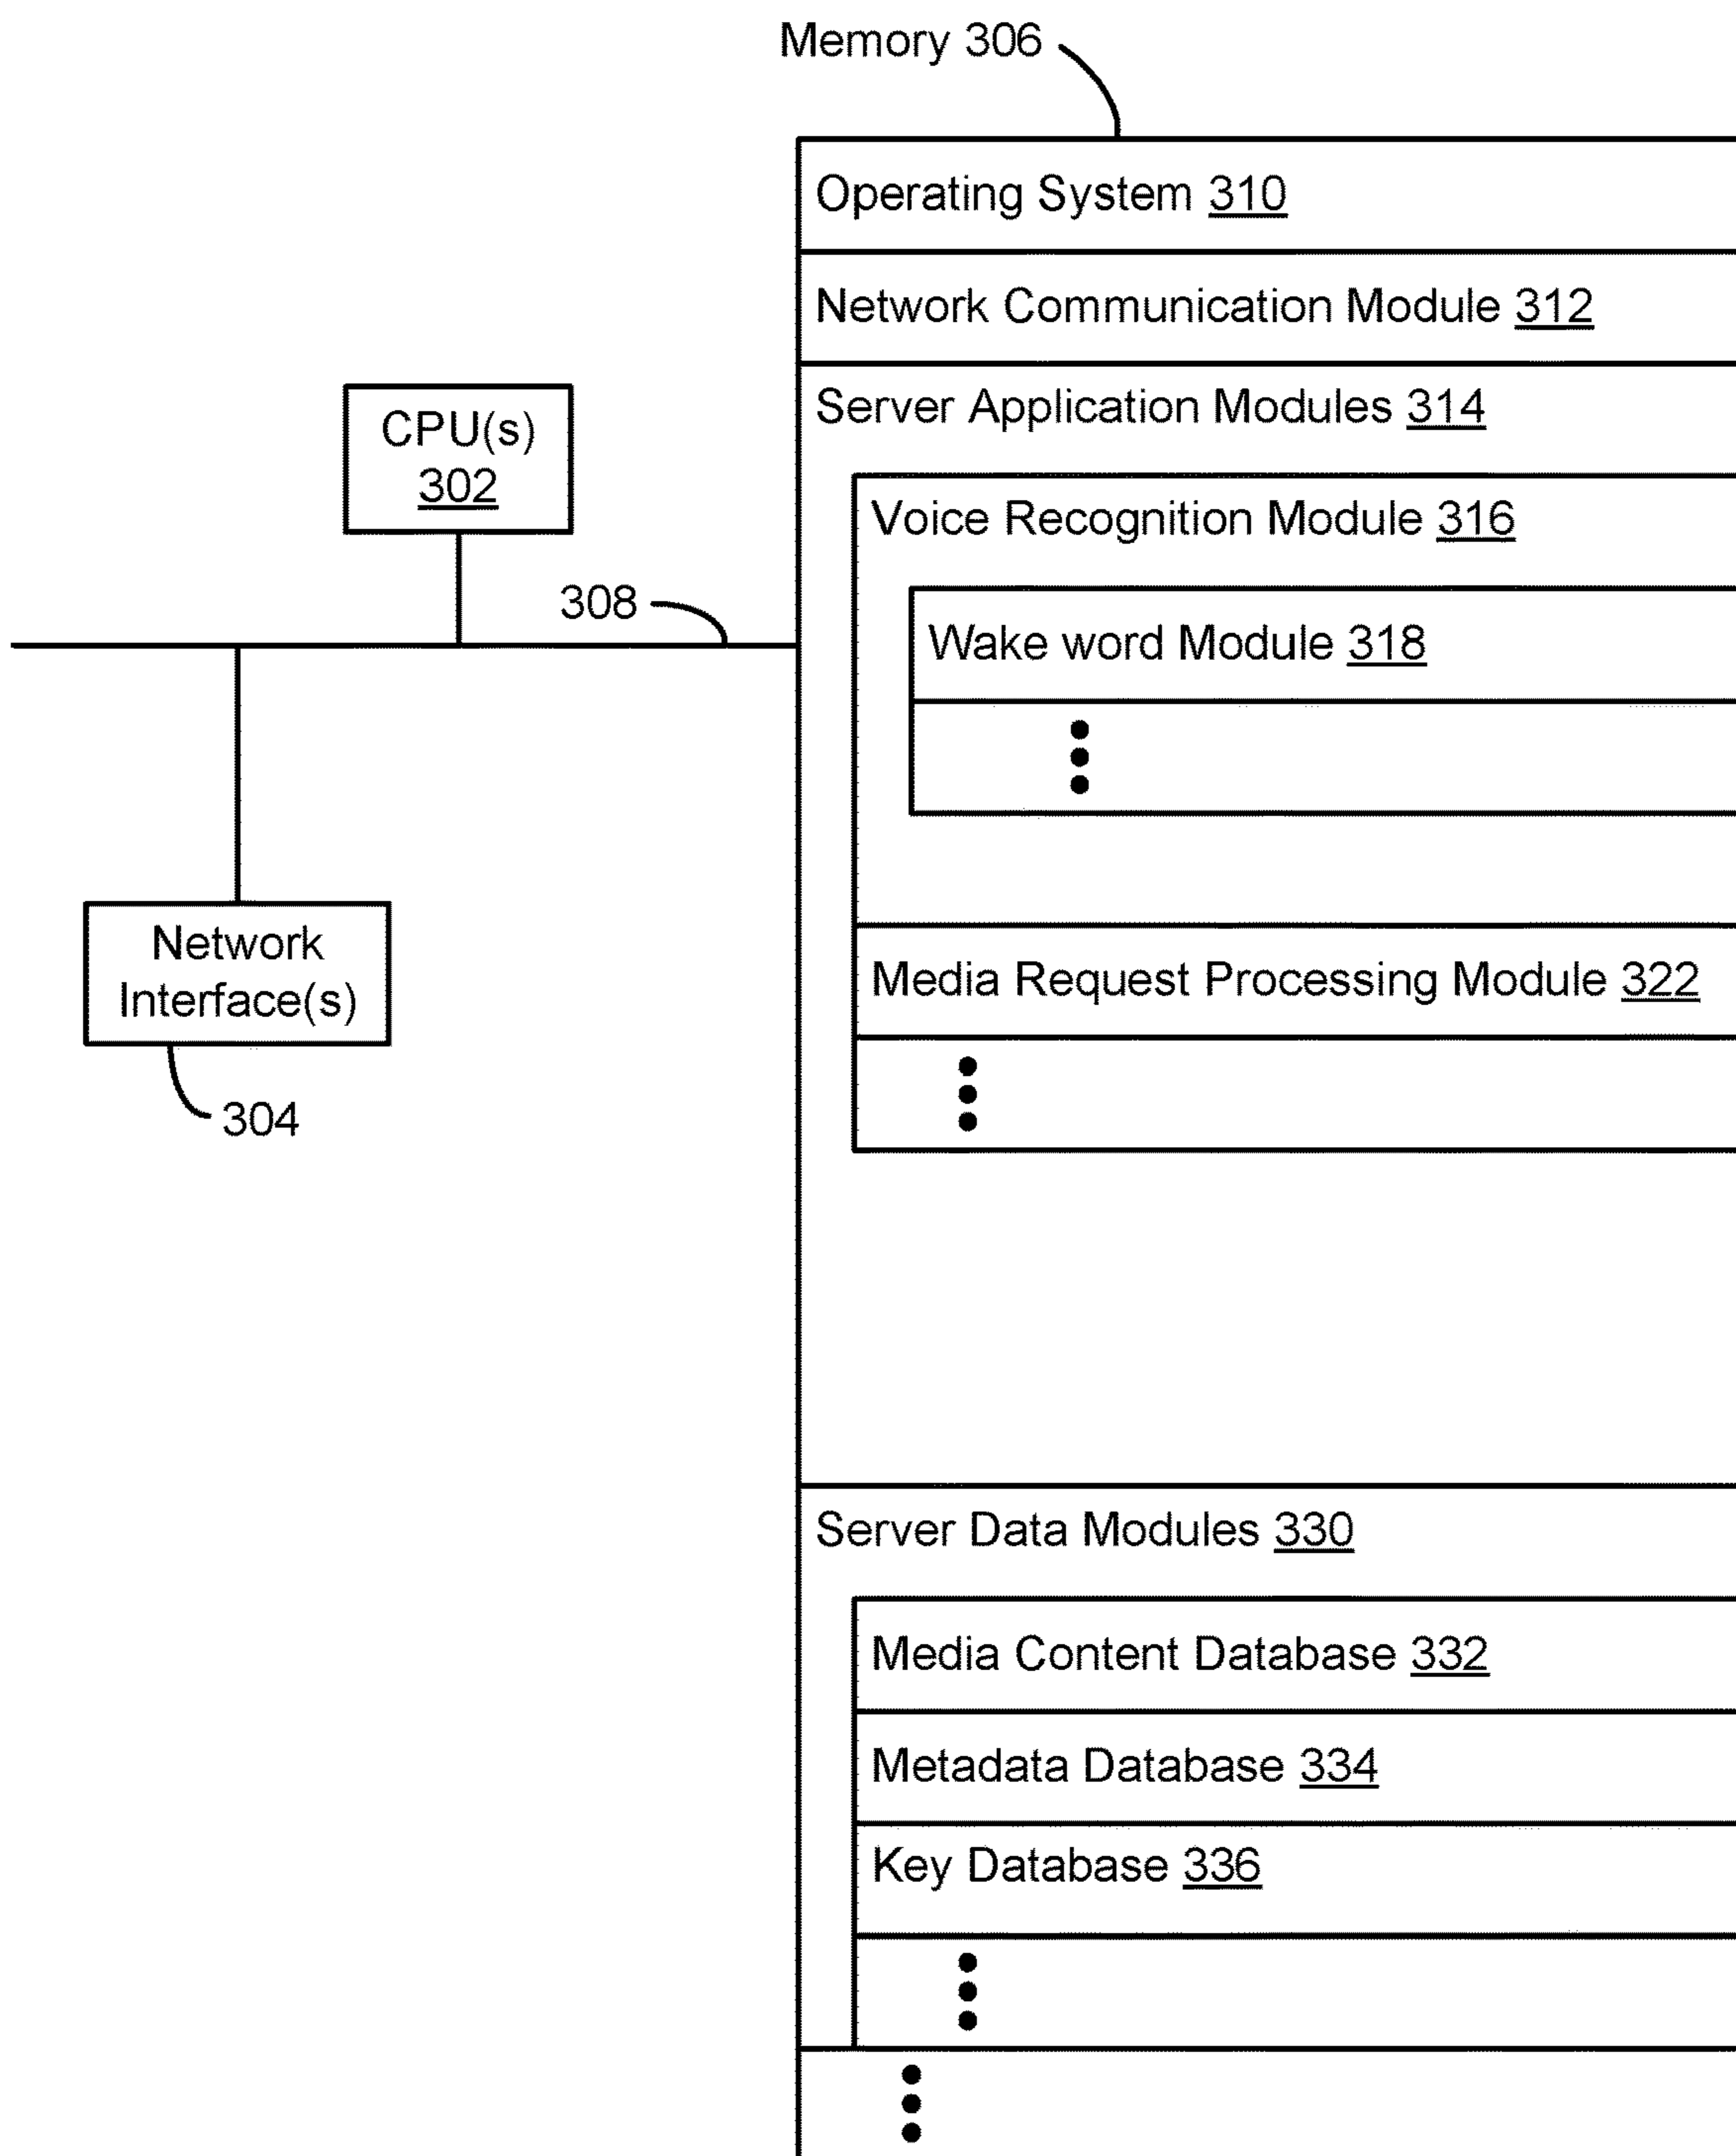 Memory 306
Operating System 310
Network Communication Module 312
Server Application Modules 314
CPU(s)
302
Voice Recognition Module 316
308
Wake word Module 318
Network
Interface(s)
304
Media Request Processing Module 322
Server Data Modules 330
Media Content Database 332
Metadata Database 334
Key Database 336